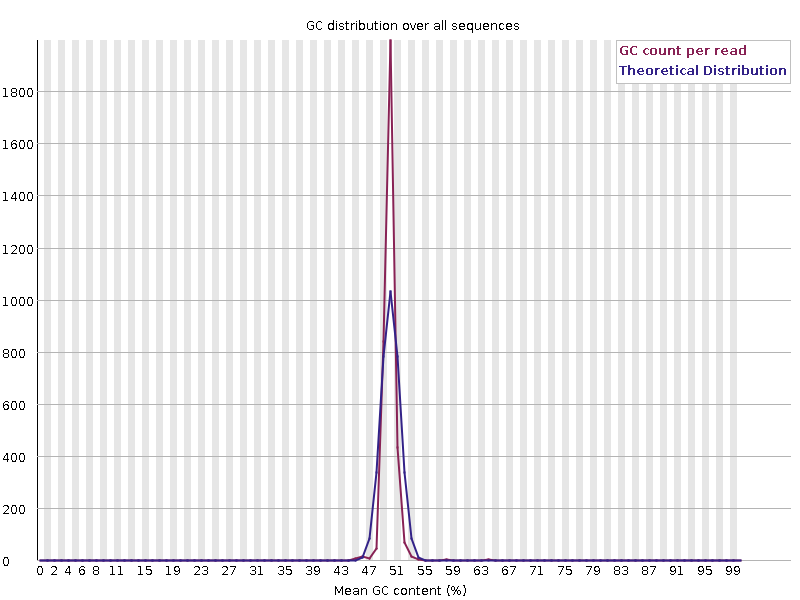 GC distribution over all sequences
GC count per read
Theoretical Distribution
1800
1600
1400
1200
1000
800
600
400
200
0
0 2 4 6 8 11 15 19 23 27 31 35 39 43 47 51 55 59 63 67 71 75 79 83 87 91 95 99
Mean GC content (%)